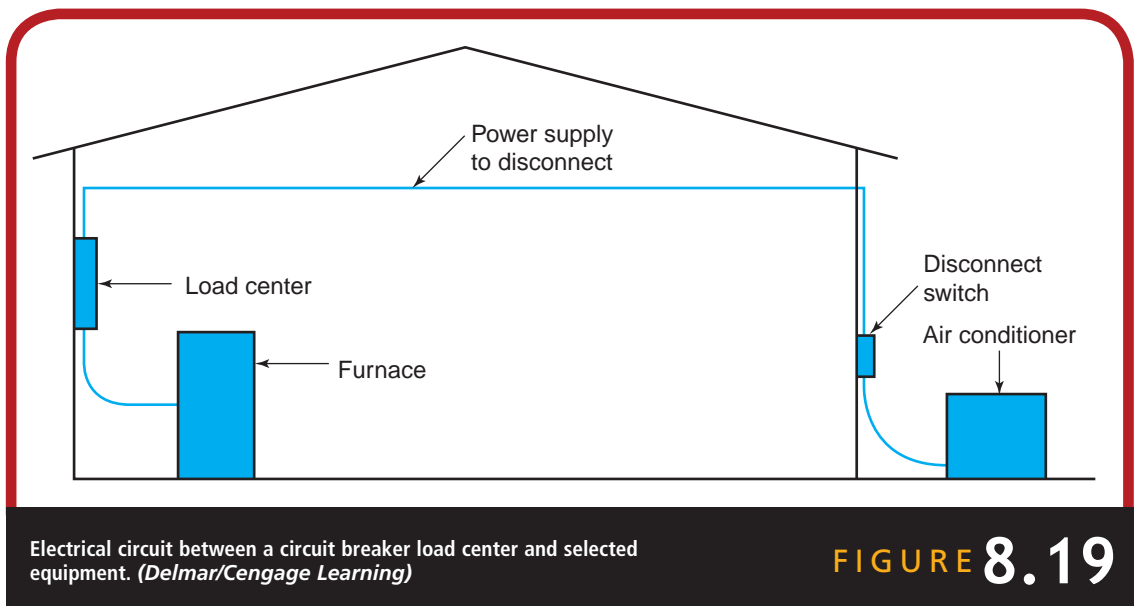 Power supply
to disconnect
Load center
Furnace
Disconnect
switch
Air conditioner
Electrical circuit between a circuit breaker load center and selected
equipment. (Delmar/Cengage Learning)
FIGURE 8.19